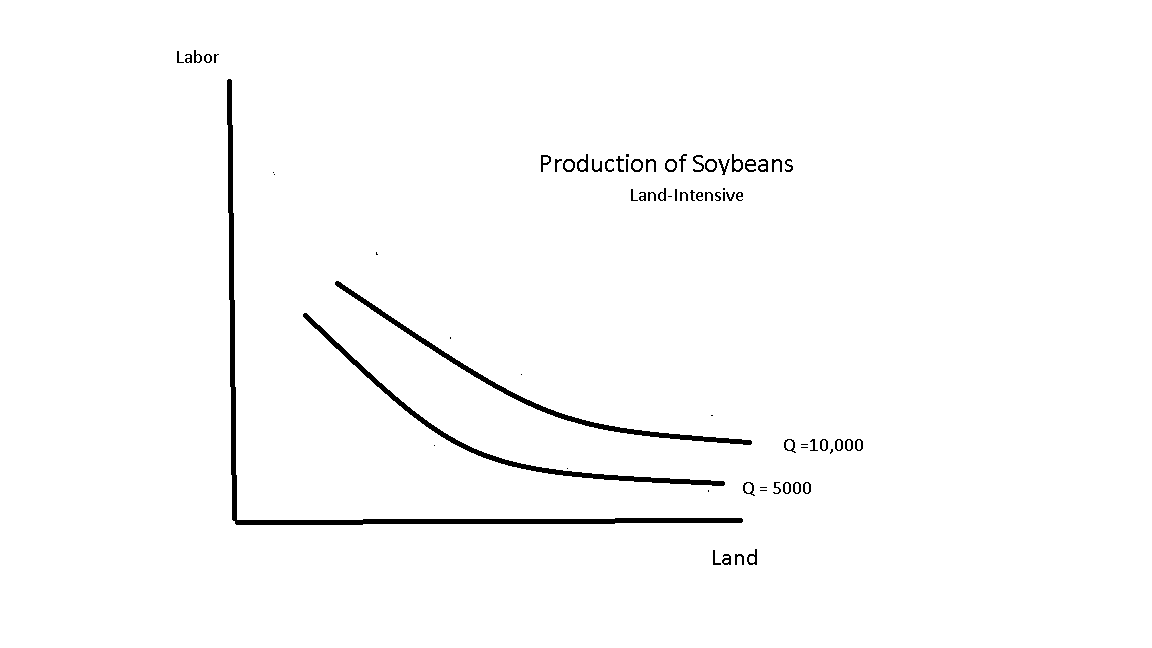 Labor
Production of Soybeans
Land-Intensive
Q =10,000
Q = 5000
Land